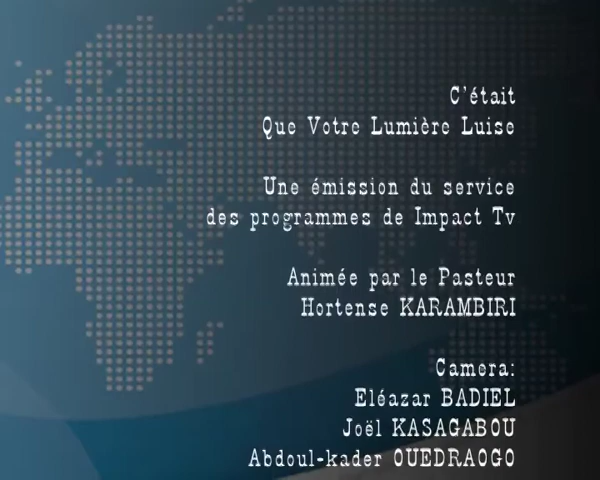 C'était
Que Votre Lumière Luise
Une émission du service
des programmes de Impact Tv
Animée par le Pasteur
Hortense KARAMBIRI
Camera:
Eléazar BADIEL
Joël KASAGABOU
Abdoul-kader OUEDRAOGO